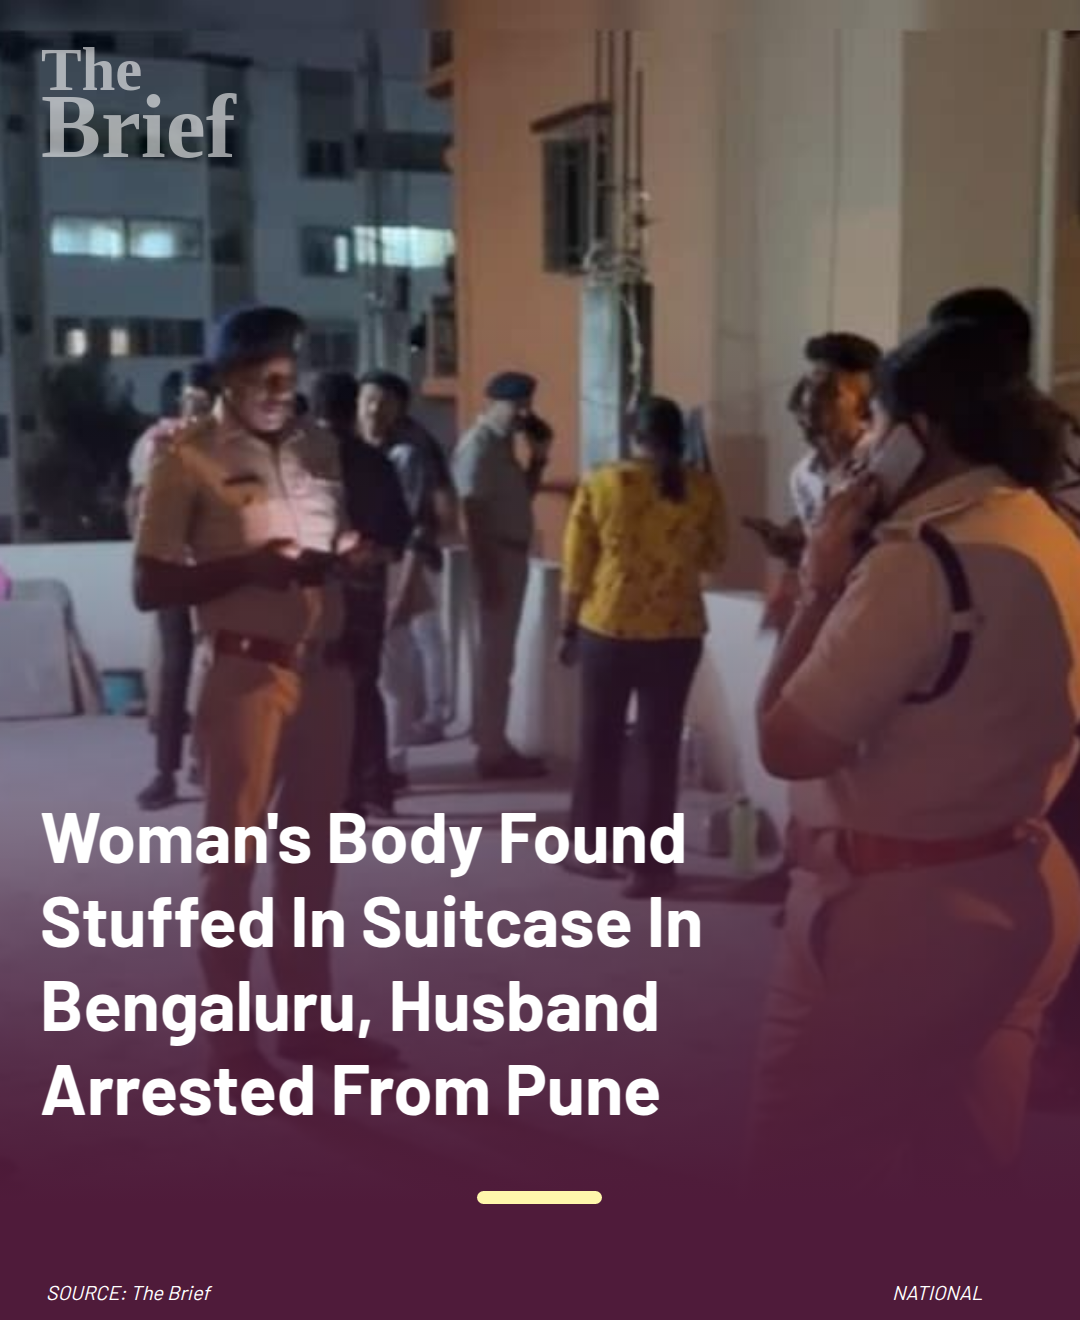 The
Brief
Woman's Body Found
Stuffed In Suitcase In
Bengaluru, Husband
Arrested From Pune
SOURCE: The Brief
NATIONAL